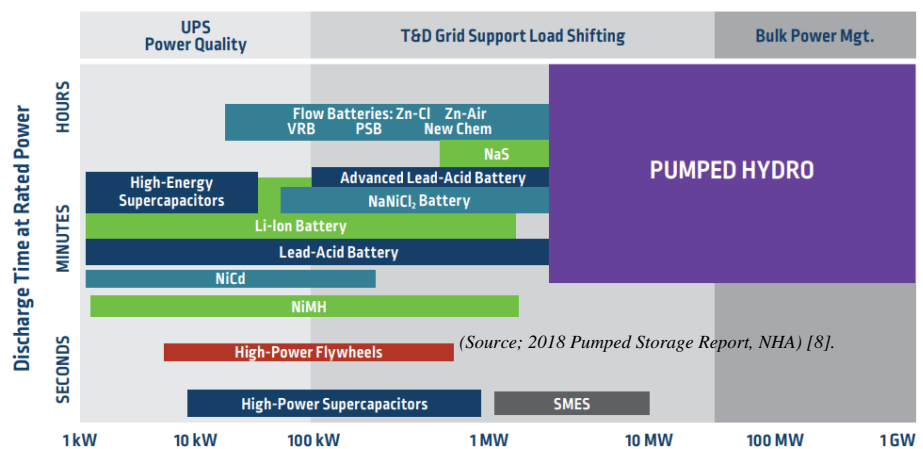 UPS
Power Quality
T&D Grid Support Load Shifting
Bulk Power Mgt.
Discharge Time at Rated Power
HOURS
MINUTES
SECONDS
Flow Batteries: Zn-Cl Zn-Air
VRB PSB New Chem
NaS
PUMPED HYDRO
High-Energy
Supercapacitors
Advanced Lead-Acid Battery
NaNiCl₂ Battery
Li-Ion Battery
Lead-Acid Battery
NiCd
NiMH
High-Power Flywheels
(Source; 2018 Pumped Storage Report, NHA) [8].
High-Power Supercapacitors
SMES
1 kW 10 kW 100 kW 1 MW 10 MW 100 MW 1 GW